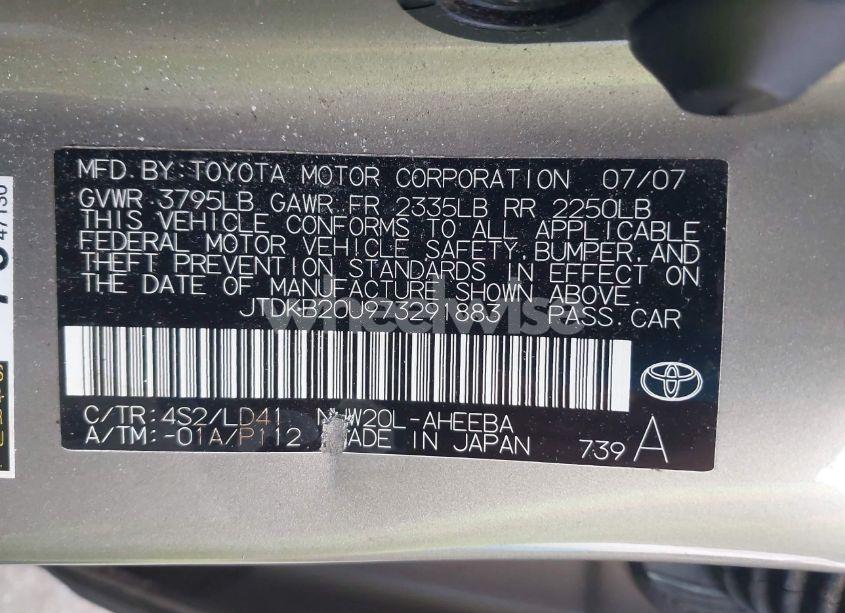 MFD. BY: TOYOTA MOTOR CORPORATION 07/07
GVWR 3795LB GAWR FR 2335LB RR 2250LB
THIS VEHICLE CONFORMS TO ALL APPLICABLE
FEDERAL MOTOR VEHICLE SAFETY, BUMPER, AND
THEFT PREVENTION STANDARDS IN EFFECT ON
THE DATE OF MANUFACTURE SHOWN ABOVE.
JTDKB20U973291883 PASS. CAR
wheelwise
C/TR: 4S2/LD41 NHW20L-AHEEBA
A/TM: -01A/P112 MADE IN JAPAN
739 A